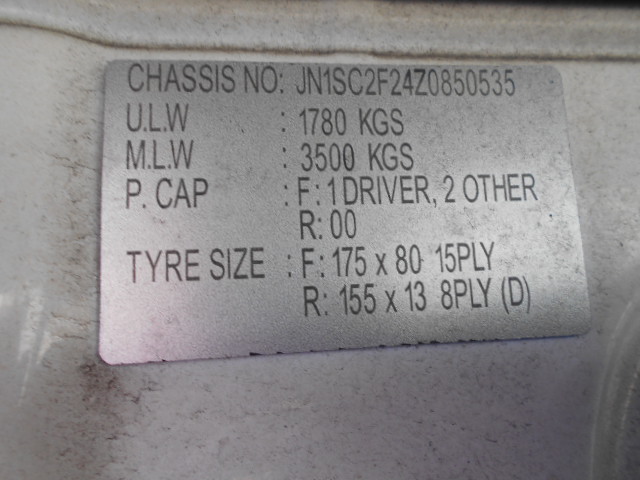 CHASSIS NO: JN1SC2F24Z0850535
U.L.W : 1780 KGS
M.L.W : 3500 KGS
P. CAP : F: 1 DRIVER, 2 OTHER
R: 00
TYRE SIZE : F: 175 x 80 15PLY
R: 155 x 13 8PLY (D)